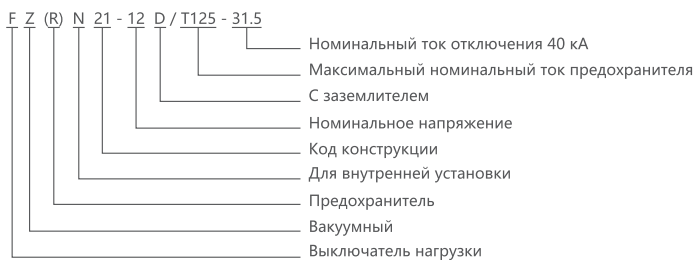 F Z (R) N 21 - 12 D / T125 - 31.5
Номинальный ток отключения 40 кА
Максимальный номинальный ток предохранителя
С заземлителем
Номинальное напряжение
Код конструкции
Для внутренней установки
Предохранитель
Вакуумный
Выключатель нагрузки